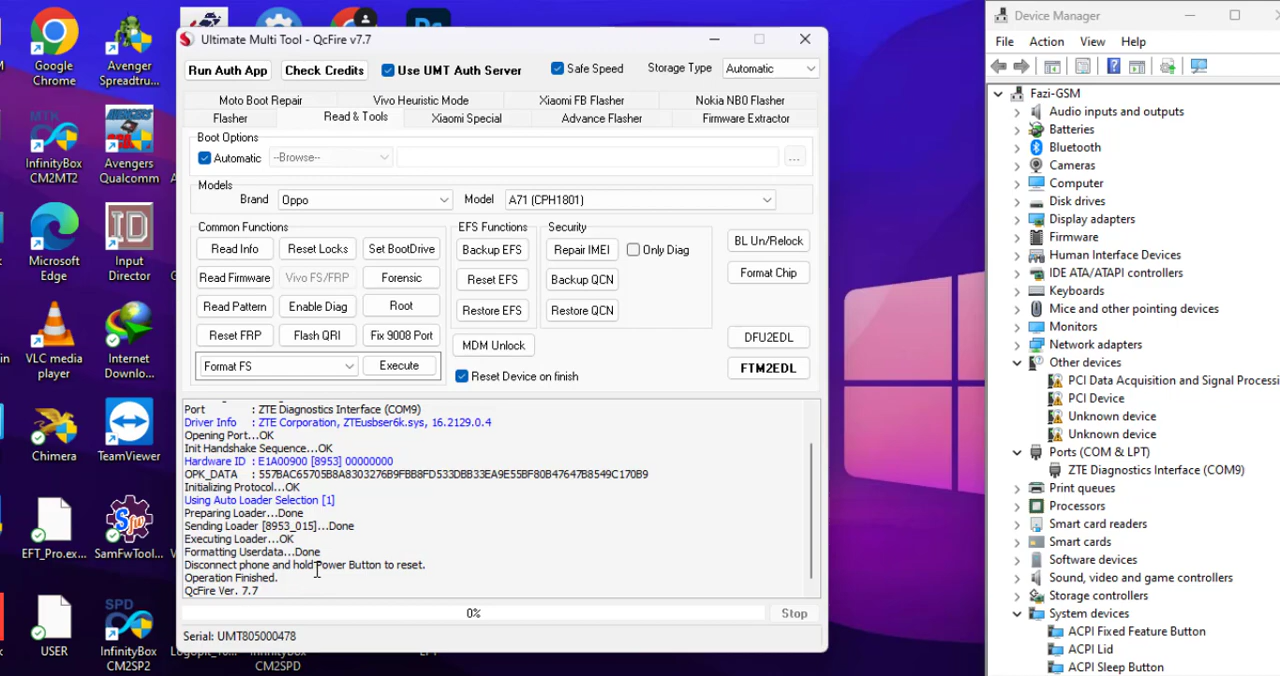 Google
Chrome
Avenger
Spreadtru...
InfinityBox
CM2MT2
Avengers
Qualcomm
Microsoft
Edge
Input
Director
VLC media
player
Internet
Downlo...
Chimera
TeamViewer
EFT_Pro.ex...
SamFwTool...
USER
InfinityBox
CM2SP2
CM2SPD
Ultimate Multi Tool - QcFire v7.7
Run Auth App
Check Credits
Use UMT Auth Server
Safe Speed
Storage Type
Automatic
Moto Boot Repair
Vivo Heuristic Mode
Xiaomi FB Flasher
Nokia NB0 Flasher
Flasher
Read & Tools
Xiaomi Special
Advance Flasher
Firmware Extractor
Boot Options
Automatic
--Browse--
...
Models
Brand
Oppo
Model
A71 (CPH1801)
Common Functions
Read Info
Reset Locks
Set BootDrive
Read Firmware
Vivo FS/FRP
Forensic
Read Pattern
Enable Diag
Root
Reset FRP
Flash QRI
Fix 9008 Port
Format FS
Execute
EFS Functions
Backup EFS
Reset EFS
Restore EFS
MDM Unlock
Reset Device on finish
Security
Repair IMEI
Only Diag
Backup QCN
Restore QCN
BL Un/Relock
Format Chip
DFU2EDL
FTM2EDL
Port : ZTE Diagnostics Interface (COM9)
Driver Info : ZTE Corporation, ZTEusbser6k.sys, 16.2129.0.4
Opening Port...OK
Init Handshake Sequence...OK
Hardware ID : E1A00900 [8953] 00000000
OPK_DATA : 557BAC65705B8A8303276B9FBB8FD533DBB33EA9E55BF80B47647B8549C170B9
Initializing Protocol...OK
Using Auto Loader Selection [1]
Preparing Loader...Done
Sending Loader [8953_015]...Done
Executing Loader...OK
Formatting Userdata...Done
Disconnect phone and hold Power Button to reset.
Operation Finished.
QcFire Ver. 7.7
0%
Stop
Serial: UMT805000478
Device Manager
File Action View Help
Fazi-GSM
Audio inputs and outputs
Batteries
Bluetooth
Cameras
Computer
Disk drives
Display adapters
Firmware
Human Interface Devices
IDE ATA/ATAPI controllers
Keyboards
Mice and other pointing devices
Monitors
Network adapters
Other devices
PCI Data Acquisition and Signal Processi
PCI Device
Unknown device
Unknown device
Ports (COM & LPT)
ZTE Diagnostics Interface (COM9)
Print queues
Processors
Smart card readers
Smart cards
Software devices
Sound, video and game controllers
Storage controllers
System devices
ACPI Fixed Feature Button
ACPI Lid
ACPI Sleep Button